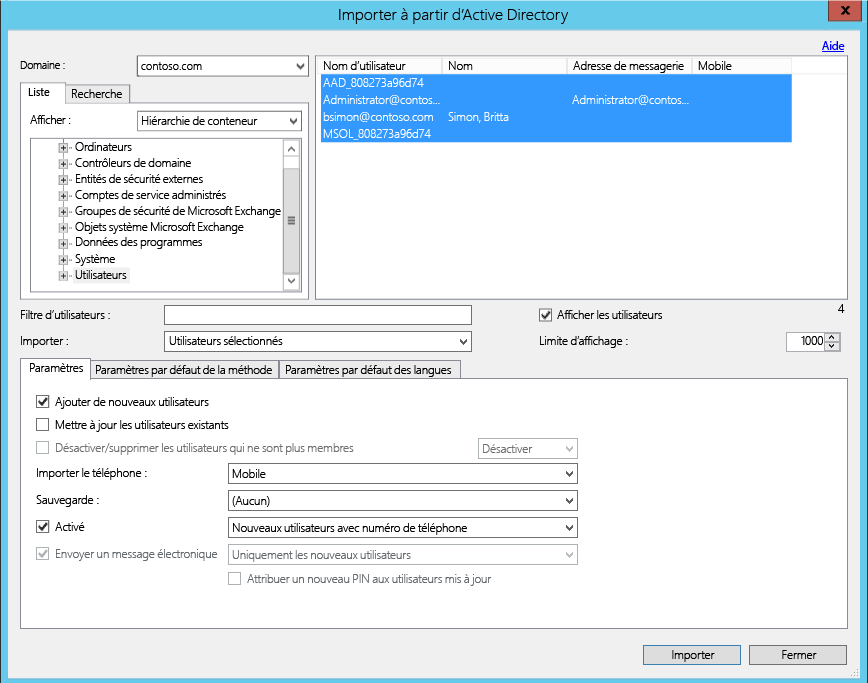 Importer à partir d'Active Directory
X
Aide
Domaine :
contoso.com
Liste
Recherche
Afficher :
Hiérarchie de conteneur
Ordinateurs
Contrôleurs de domaine
Entités de sécurité externes
Comptes de service administrés
Groupes de sécurité de Microsoft Exchange
Objets système Microsoft Exchange
Données des programmes
Système
Utilisateurs
Nom d'utilisateur Nom Adresse de messagerie Mobile
AAD_808273a96d74
Administrator@contos... Administrator@contos...
bsimon@contoso.com Simon, Britta
MSOL_808273a96d74
Filtre d'utilisateurs :
Afficher les utilisateurs
4
Importer :
Utilisateurs sélectionnés
Limite d'affichage :
1000
Paramètres
Paramètres par défaut de la méthode
Paramètres par défaut des langues
Ajouter de nouveaux utilisateurs
Mettre à jour les utilisateurs existants
Désactiver/supprimer les utilisateurs qui ne sont plus membres
Désactiver
Importer le téléphone :
Mobile
Sauvegarde :
(Aucun)
Activé
Nouveaux utilisateurs avec numéro de téléphone
Envoyer un message électronique
Uniquement les nouveaux utilisateurs
Attribuer un nouveau PIN aux utilisateurs mis à jour
Importer
Fermer